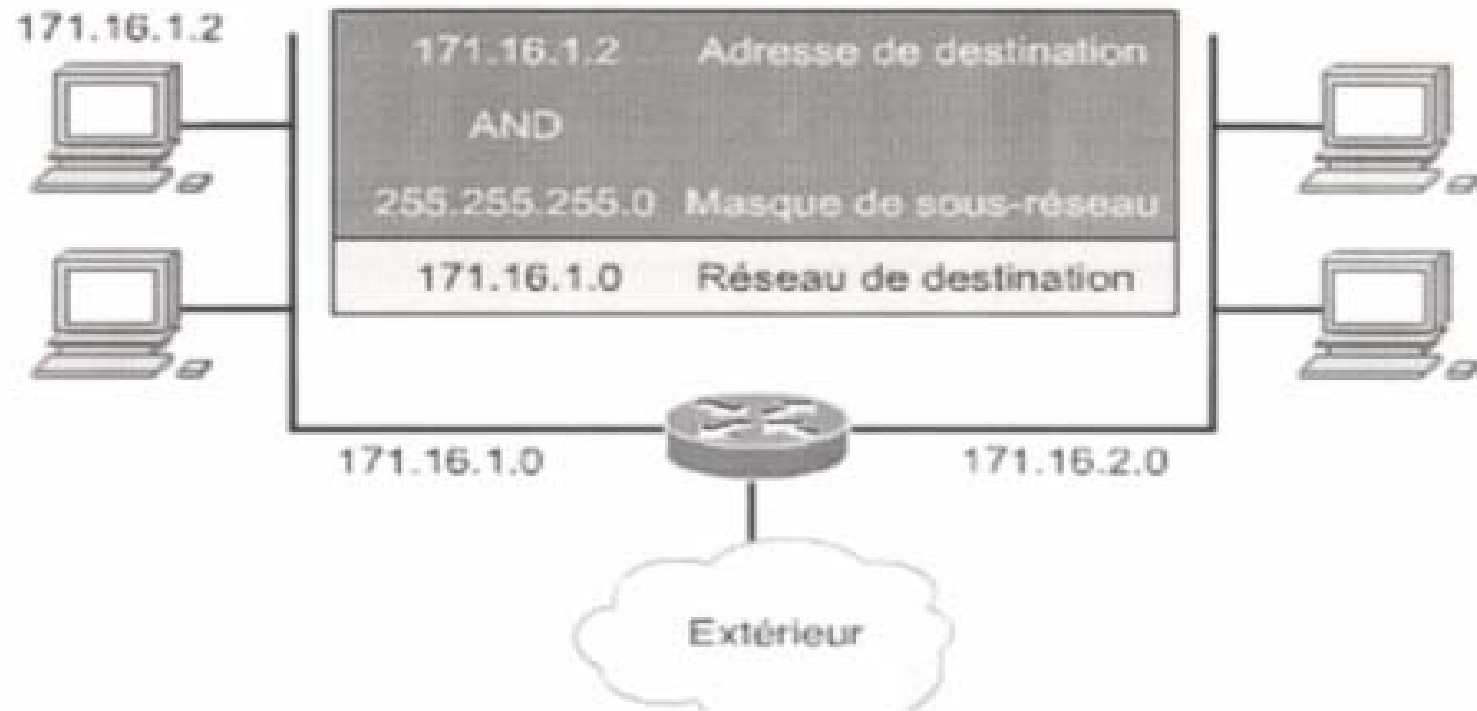 171.16.1.2
171.16.1.2 Adresse de destination
AND
255.255.255.0 Masque de sous-réseau
171.16.1.0 Réseau de destination
171.16.1.0
171.16.2.0
Extérieur